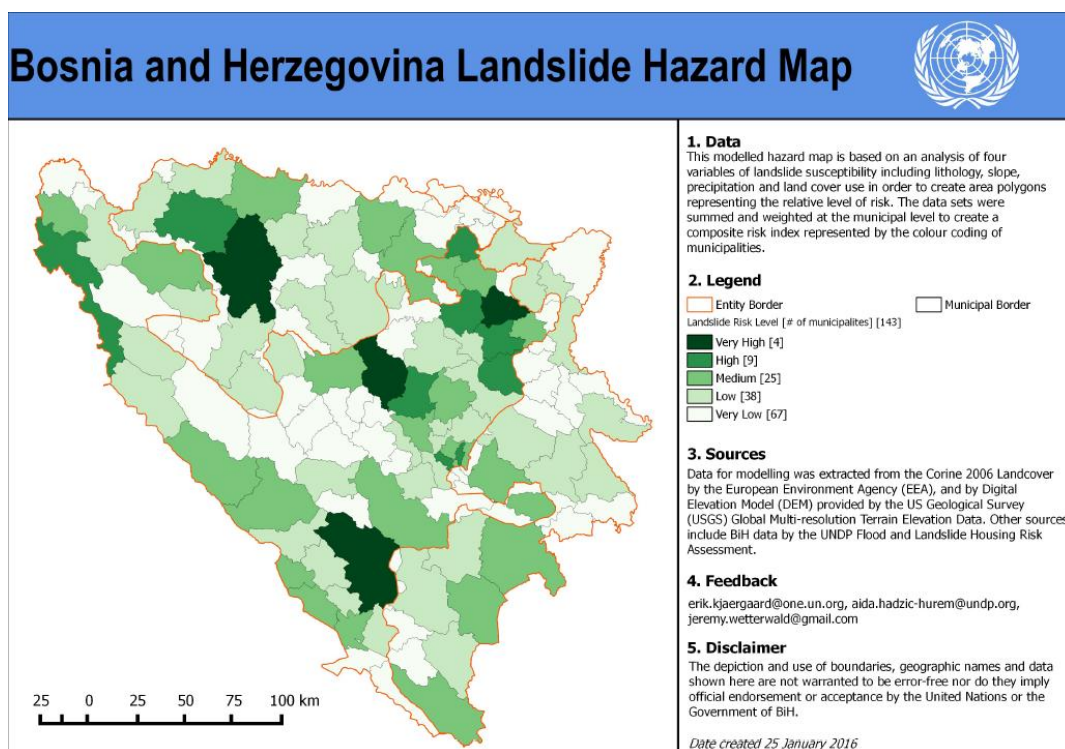 Bosnia and Herzegovina Landslide Hazard Map
1. Data
This modelled hazard map is based on an analysis of four
variables of landslide susceptibility including lithology, slope,
precipitation and land cover use in order to create area polygons
representing the relative level of risk. The data sets were
summed and weighted at the municipal level to create a
composite risk index represented by the colour coding of
municipalities.
2. Legend
Entity Border
Municipal Border
Landslide Risk Level [# of municipalites] [143]
Very High [4]
High [9]
Medium [25]
Low [38]
Very Low [67]
3. Sources
Data for modelling was extracted from the Corine 2006 Landcover
by the European Environment Agency (EEA), and by Digital
Elevation Model (DEM) provided by the US Geological Survey
(USGS) Global Multi-resolution Terrain Elevation Data. Other sources
include BiH data by the UNDP Flood and Landslide Housing Risk
Assessment.
4. Feedback
erik.kjaergaard@one.un.org, aida.hadzic-hurem@undp.org,
jeremy.wetterwald@gmail.com
5. Disclaimer
The depiction and use of boundaries, geographic names and data
shown here are not warranted to be error-free nor do they imply
official endorsement or acceptance by the United Nations or the
Government of BiH.
Date created 25 January 2016
25 0 25 50 75 100 km